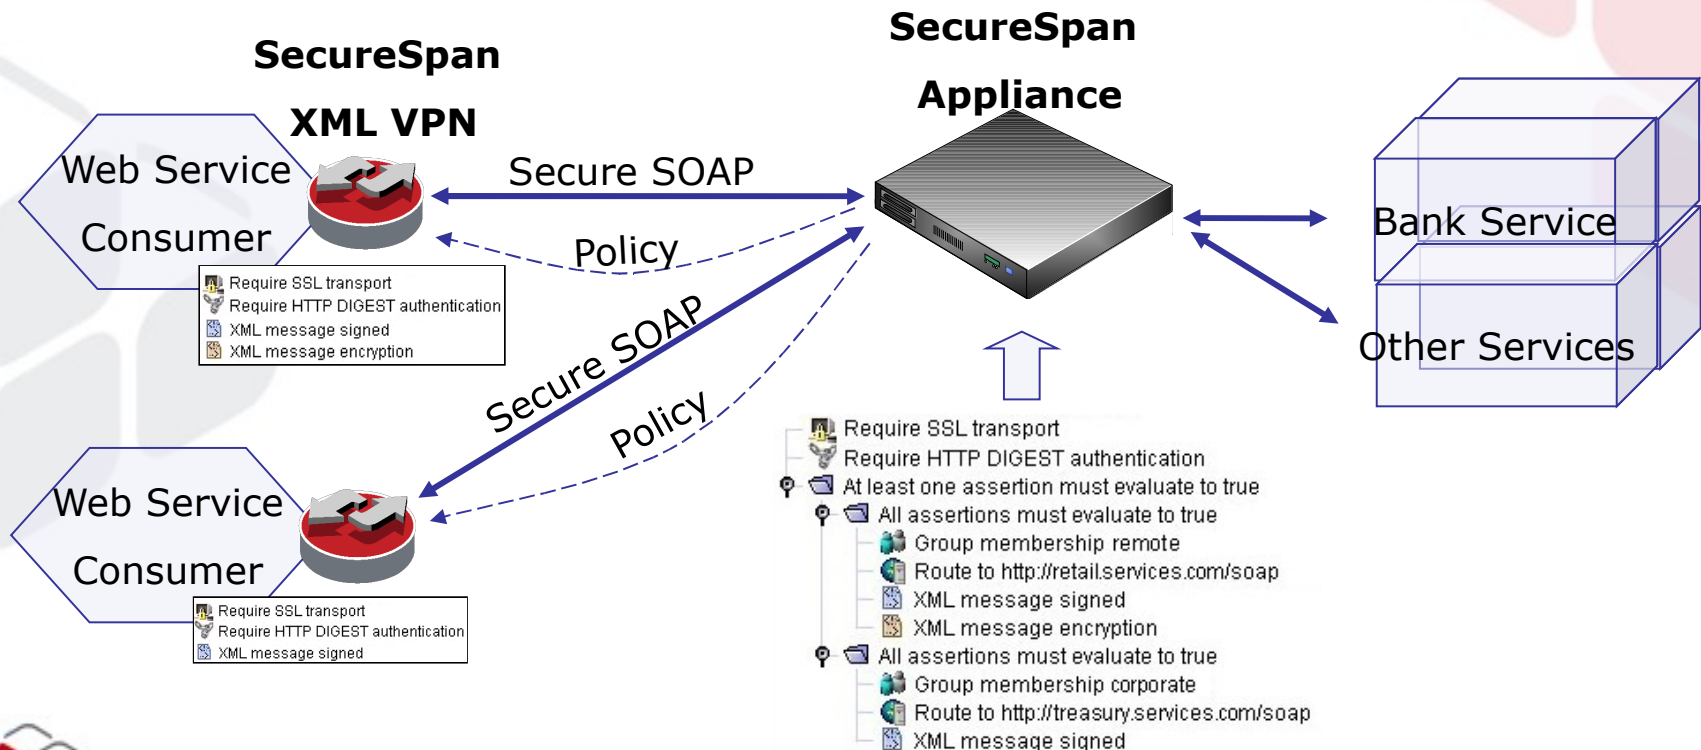 SecureSpan
XML VPN
SecureSpan
Appliance
Web Service
Consumer
Secure SOAP
Policy
Require SSL transport
Require HTTP DIGEST authentication
XML message signed
XML message encryption
Bank Service
Other Services
Secure SOAP
Policy
Web Service
Consumer
Require SSL transport
Require HTTP DIGEST authentication
XML message signed
Require SSL transport
Require HTTP DIGEST authentication
At least one assertion must evaluate to true
All assertions must evaluate to true
Group membership remote
Route to http://retail.services.com/soap
XML message signed
XML message encryption
All assertions must evaluate to true
Group membership corporate
Route to http://treasury.services.com/soap
XML message signed